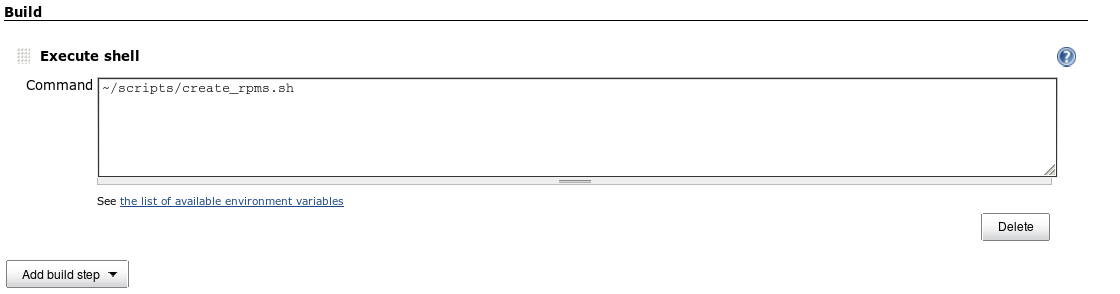 Build
Execute shell
?
Command
~/scripts/create_rpms.sh
See the list of available environment variables
Delete
Add build step